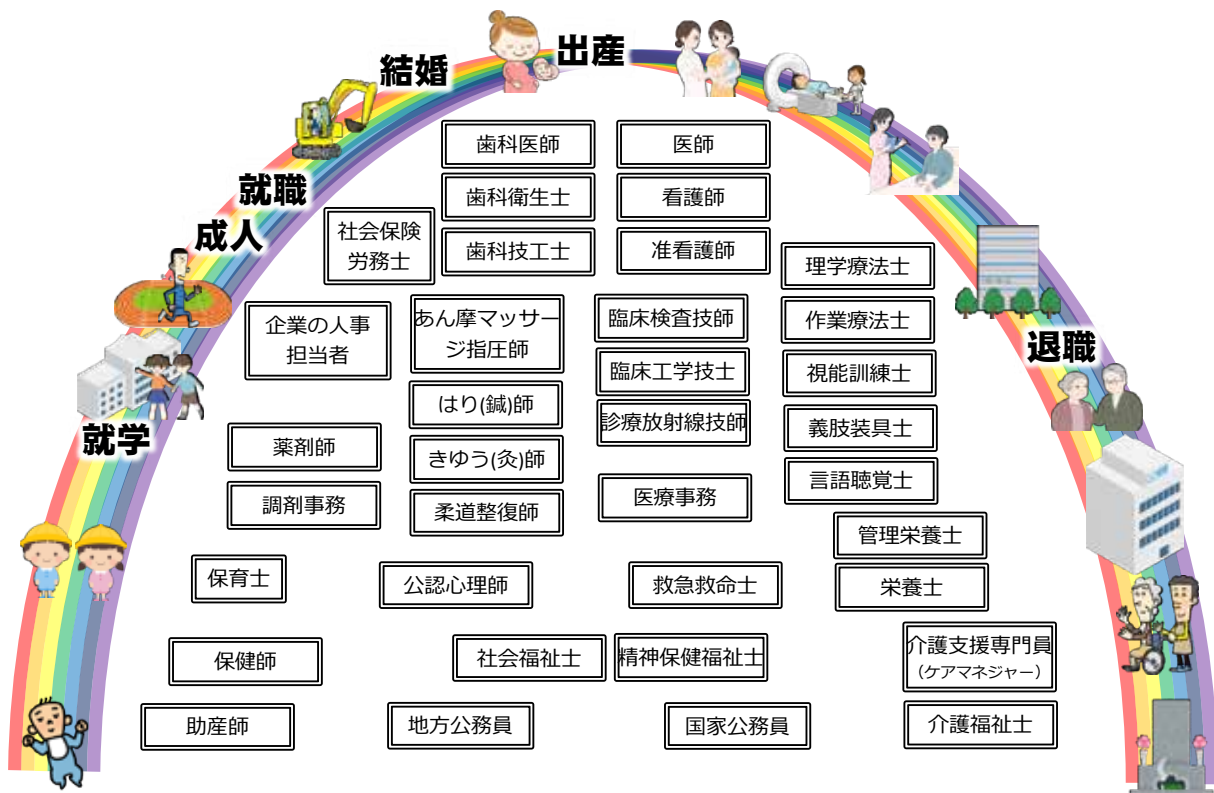 出産
結婚
就職
成人
就学
退職
歯科医師
医師
歯科衛生士
看護師
社会保険
労務士
歯科技工士
准看護師
理学療法士
企業の人事
担当者
あん摩マッサー
ジ指圧師
臨床検査技師
作業療法士
臨床工学技士
視能訓練士
はり(鍼)師
診療放射線技師
義肢装具士
薬剤師
きゆう(灸)師
言語聴覚士
調剤事務
柔道整復師
医療事務
管理栄養士
保育士
公認心理師
救急救命士
栄養士
保健師
社会福祉士
精神保健福祉士
介護支援専門員
（ケアマネジャー）
助産師
地方公務員
国家公務員
介護福祉士